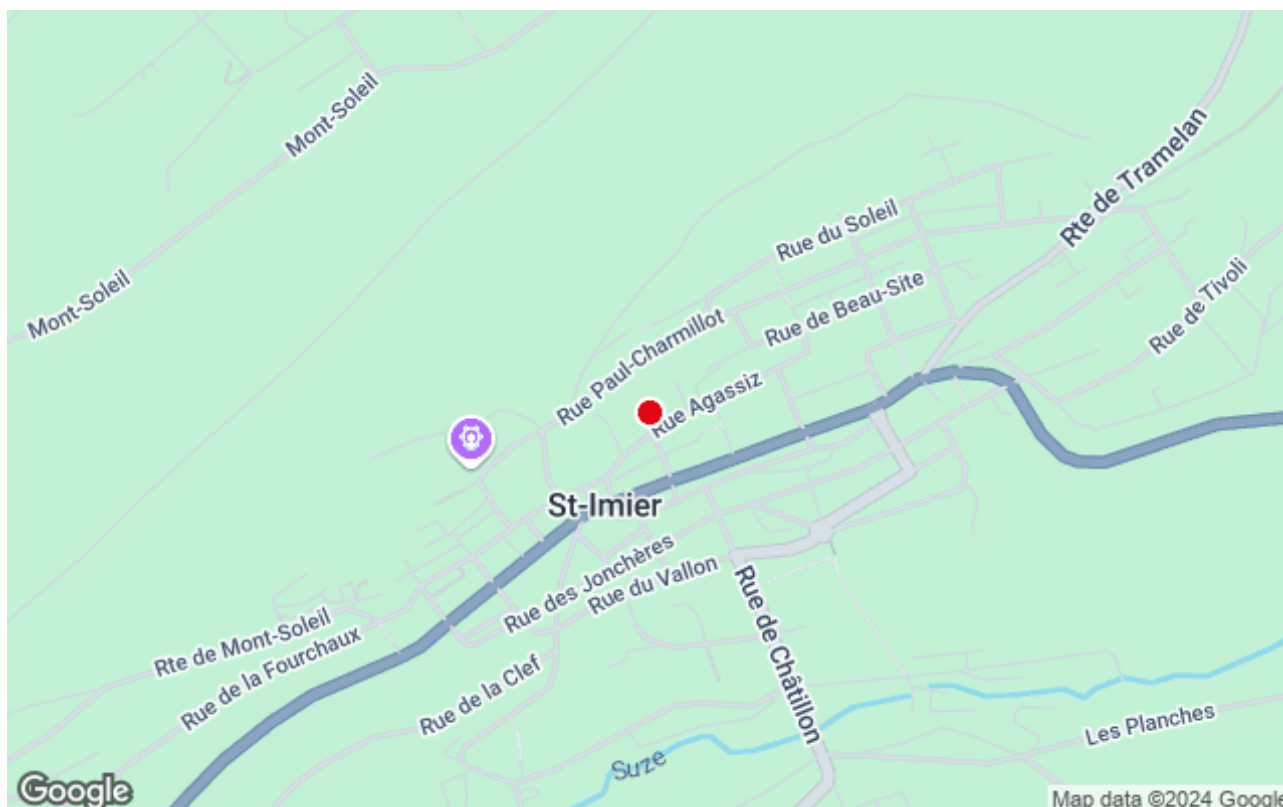 Mont-Soleil
Rte de Tramelan
Rue du Soleil
Rue de Tivoli
Mont-Soleil
Rue de Beau-Site
Rue Paul-Charmillot
Rue Agassiz
St-Imier
Rue des Jonchères
Rue du Vallon
Rue de Châtillon
Rte de Mont-Soleil
Rue de la Fourchaux
Rue de la Clef
Les Planches
Suze
Google
Map data ©2024 Google